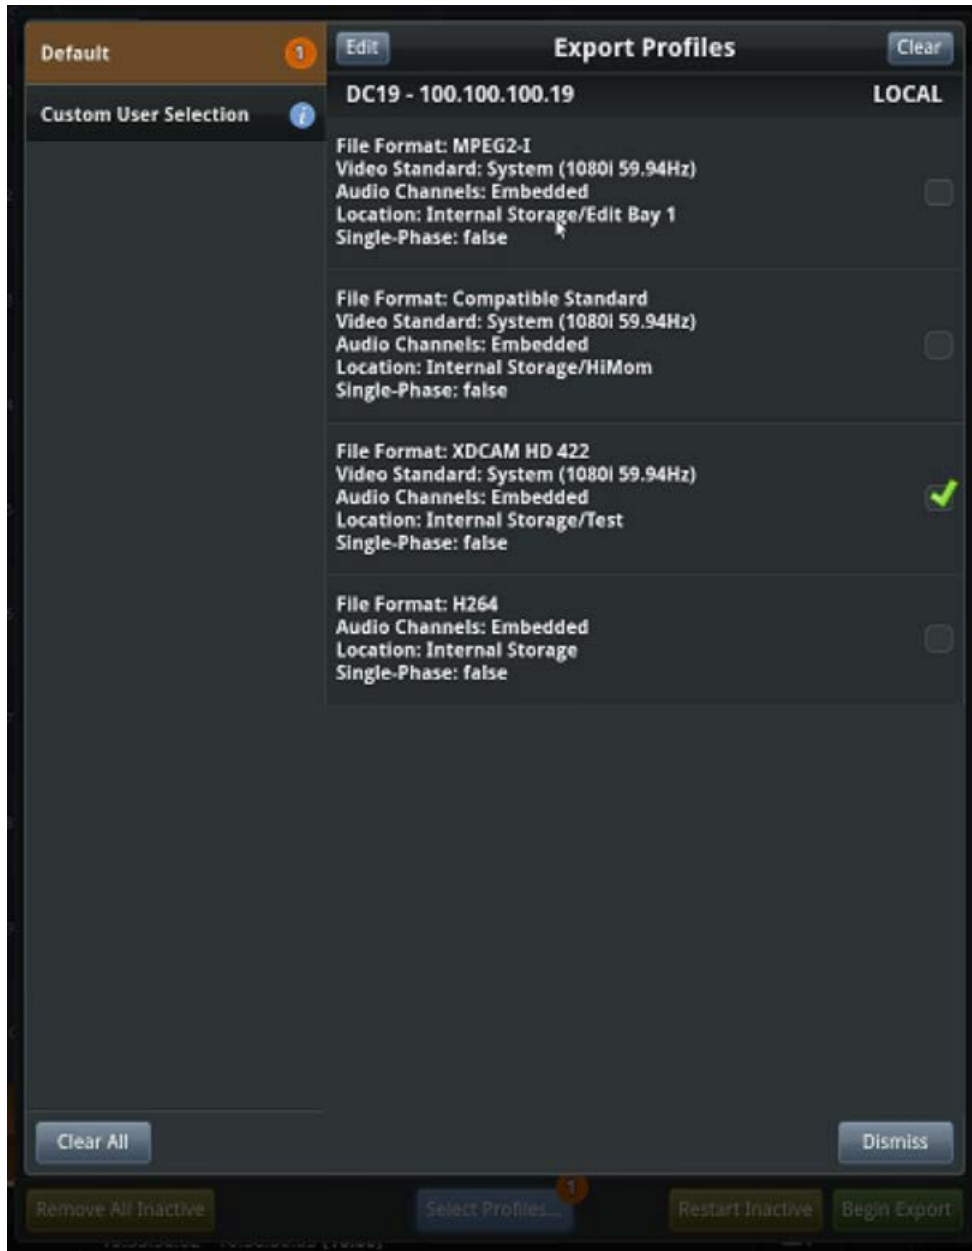 Default
1
Edit
Export Profiles
Clear
Custom User Selection
i
DC19 - 100.100.100.19
LOCAL
File Format: MPEG2-I
Video Standard: System (1080i 59.94Hz)
Audio Channels: Embedded
Location: Internal Storage/Edit Bay 1
Single-Phase: false
File Format: Compatible Standard
Video Standard: System (1080i 59.94Hz)
Audio Channels: Embedded
Location: Internal Storage/HiMom
Single-Phase: false
File Format: XDCAM HD 422
Video Standard: System (1080i 59.94Hz)
Audio Channels: Embedded
Location: Internal Storage/Test
Single-Phase: false
File Format: H264
Audio Channels: Embedded
Location: Internal Storage
Single-Phase: false
Clear All
Dismiss
Remove All Inactive
Select Profiles...
1
Restart Inactive
Begin Export